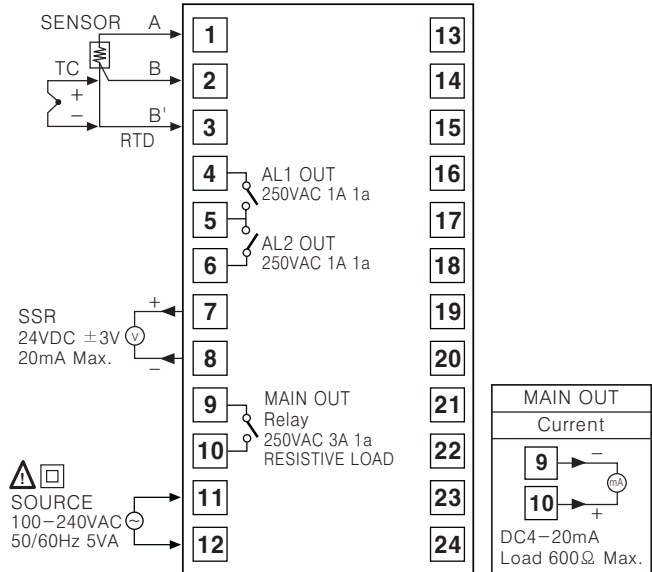 SENSOR A
TC B
+
− B'
RTD
1
2
3
4
5
6
7
8
9
10
11
12
13
14
15
16
17
18
19
20
21
22
23
24
AL1 OUT
250VAC 1A 1a
AL2 OUT
250VAC 1A 1a
SSR
24VDC ±3V
20mA Max.
+
V
−
MAIN OUT
Relay
250VAC 3A 1a
RESISTIVE LOAD
!
SOURCE
100−240VAC
50/60Hz 5VA
MAIN OUT
Current
9 −
mA
10 +
DC4−20mA
Load 600Ω Max.